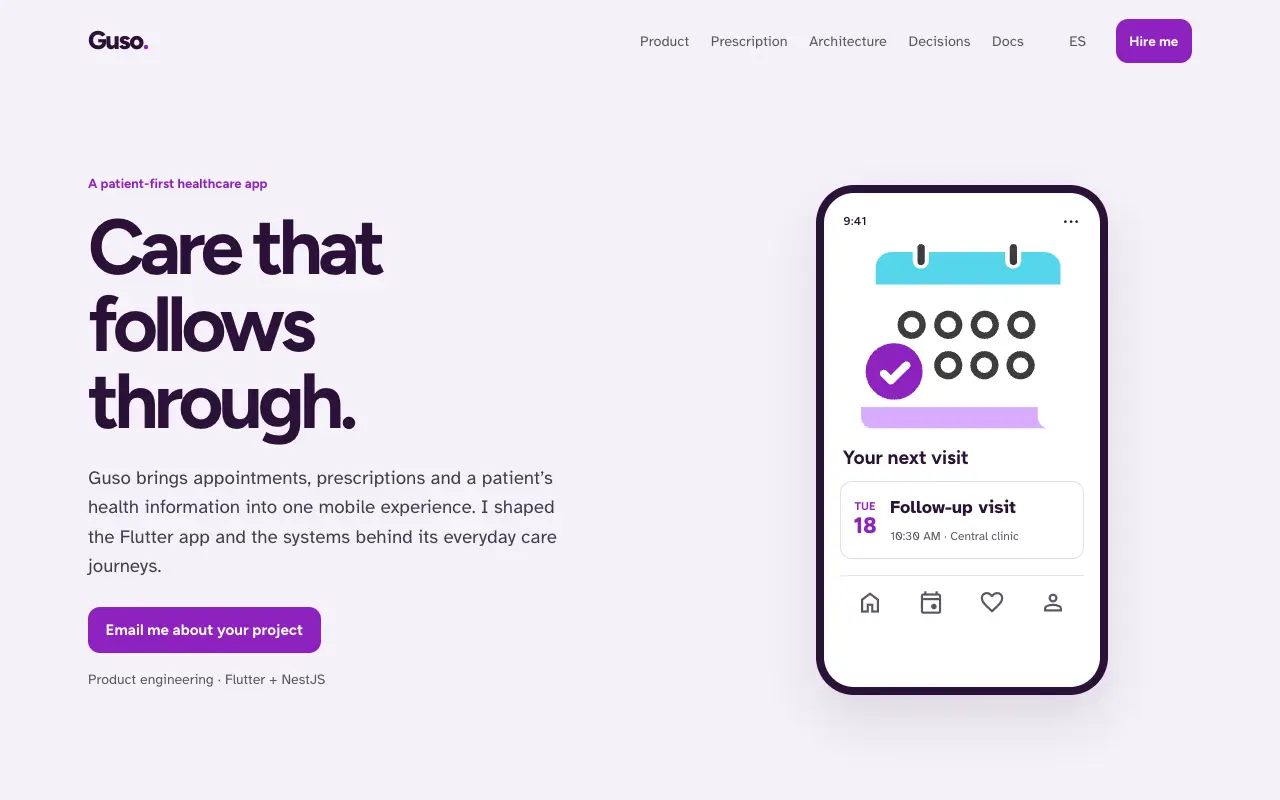 Guso.
Product Prescription Architecture Decisions Docs ES Hire me
A patient-first healthcare app
Care that
follows
through.
Guso brings appointments, prescriptions and a patient’s
health information into one mobile experience. I shaped
the Flutter app and the systems behind its everyday care
journeys.
Email me about your project
Product engineering · Flutter + NestJS
9:41
Your next visit
TUE
18
Follow-up visit
10:30 AM · Central clinic